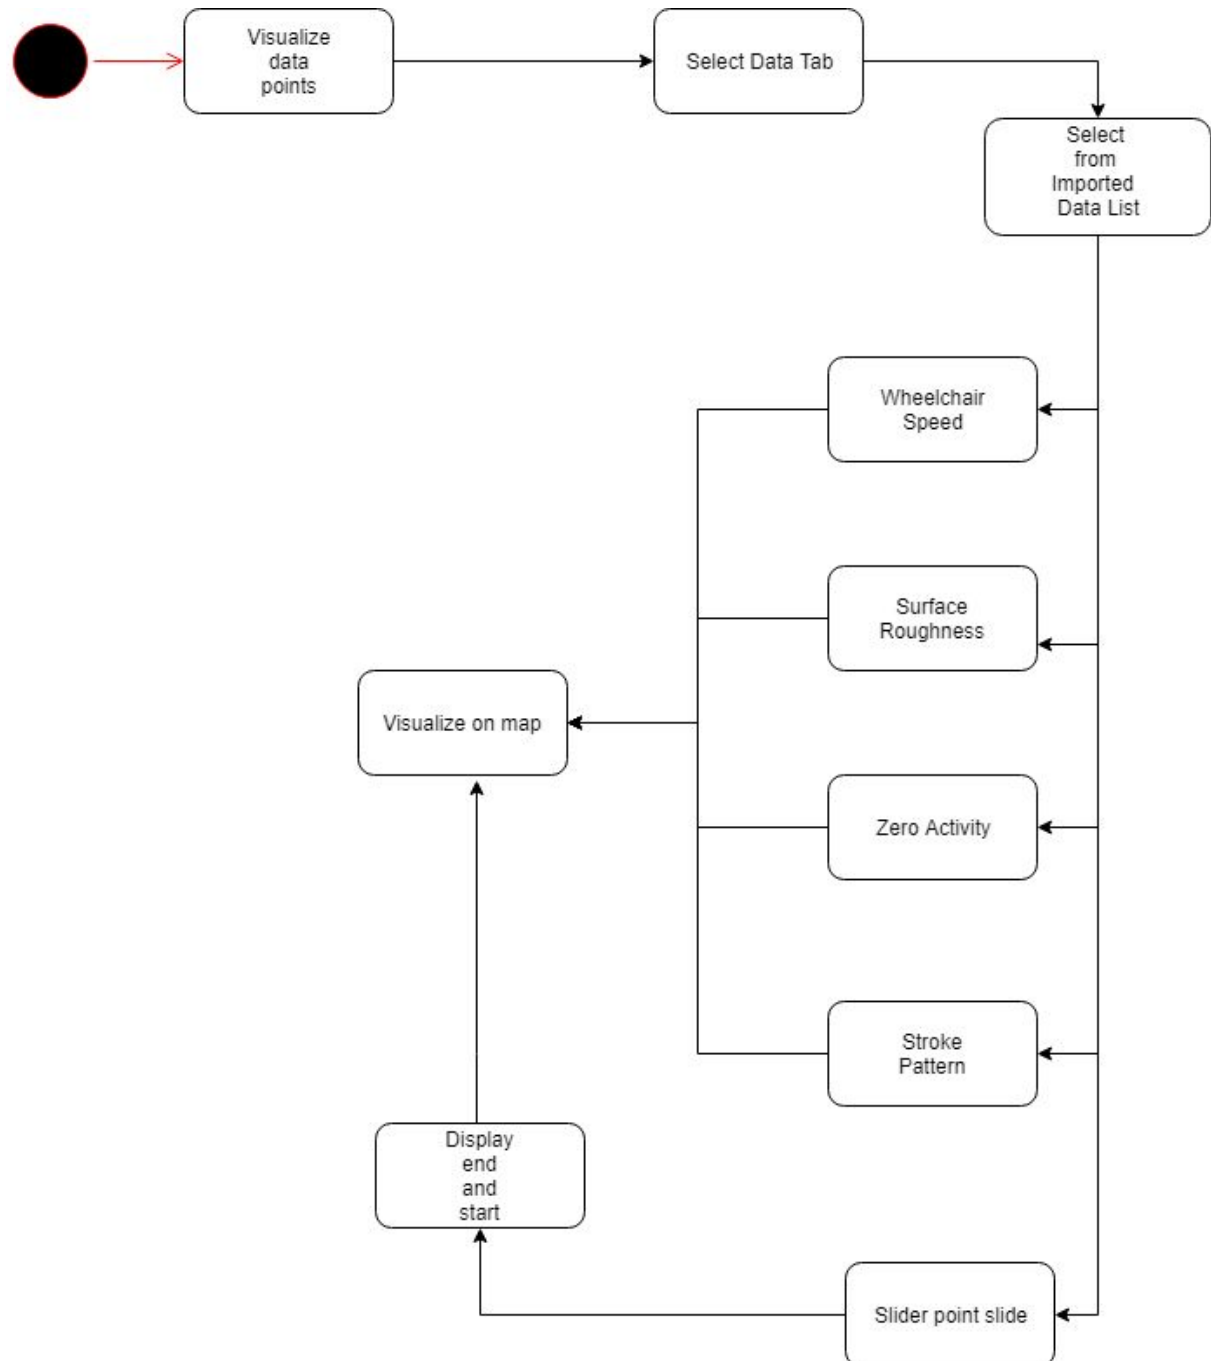 Visualize
data
points
Select Data Tab
Select
from
Imported
Data List
Wheelchair
Speed
Surface
Roughness
Visualize on map
Zero Activity
Stroke
Pattern
Display
end
and
start
Slider point slide